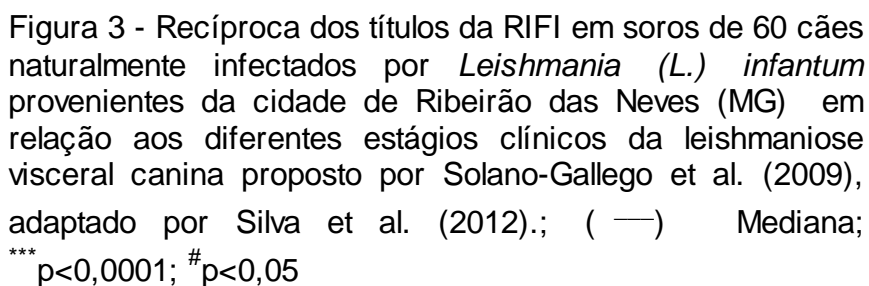 Figura 3 - Recíproca dos títulos da RIFI em soros de 60 cães
naturalmente infectados por Leishmania (L.) infantum
provenientes da cidade de Ribeirão das Neves (MG) em
relação aos diferentes estágios clínicos da leishmaniose
visceral canina proposto por Solano-Gallego et al. (2009),
adaptado por Silva et al. (2012).; ( — ) Mediana;
***p<0,0001; #p<0,05